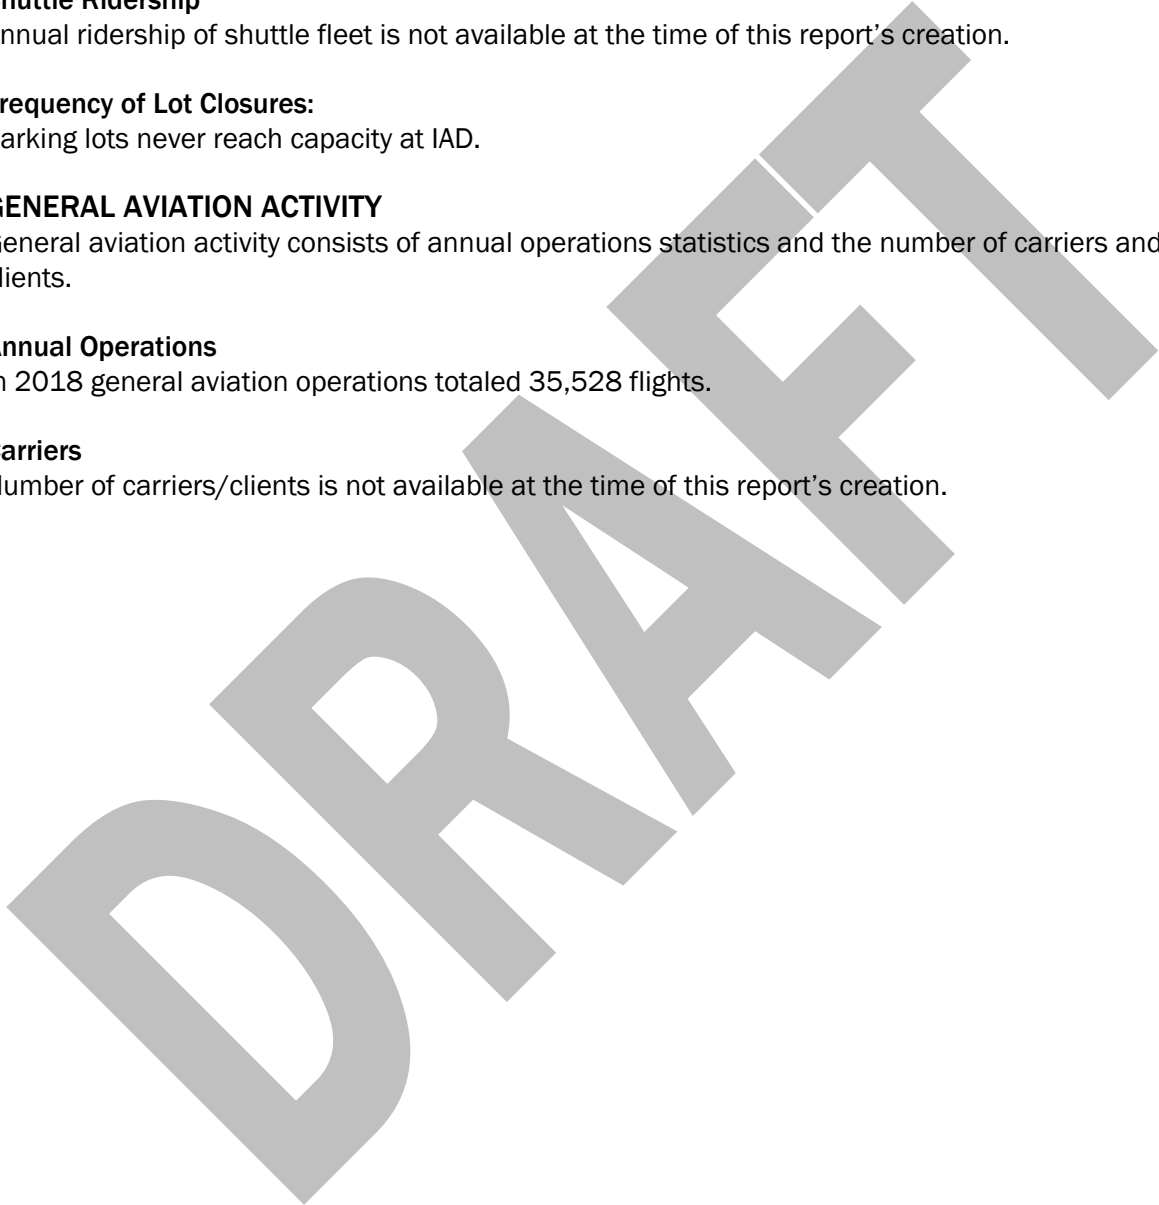 huttle Ridership
nnual ridership of shuttle fleet is not available at the time of this report’s creation.
requency of Lot Closures:
arking lots never reach capacity at IAD.
GENERAL AVIATION ACTIVITY
eneral aviation activity consists of annual operations statistics and the number of carriers and
lients.
Annual Operations
n 2018 general aviation operations totaled 35,528 flights.
arriers
umber of carriers/clients is not available at the time of this report’s creation.
DRAFT